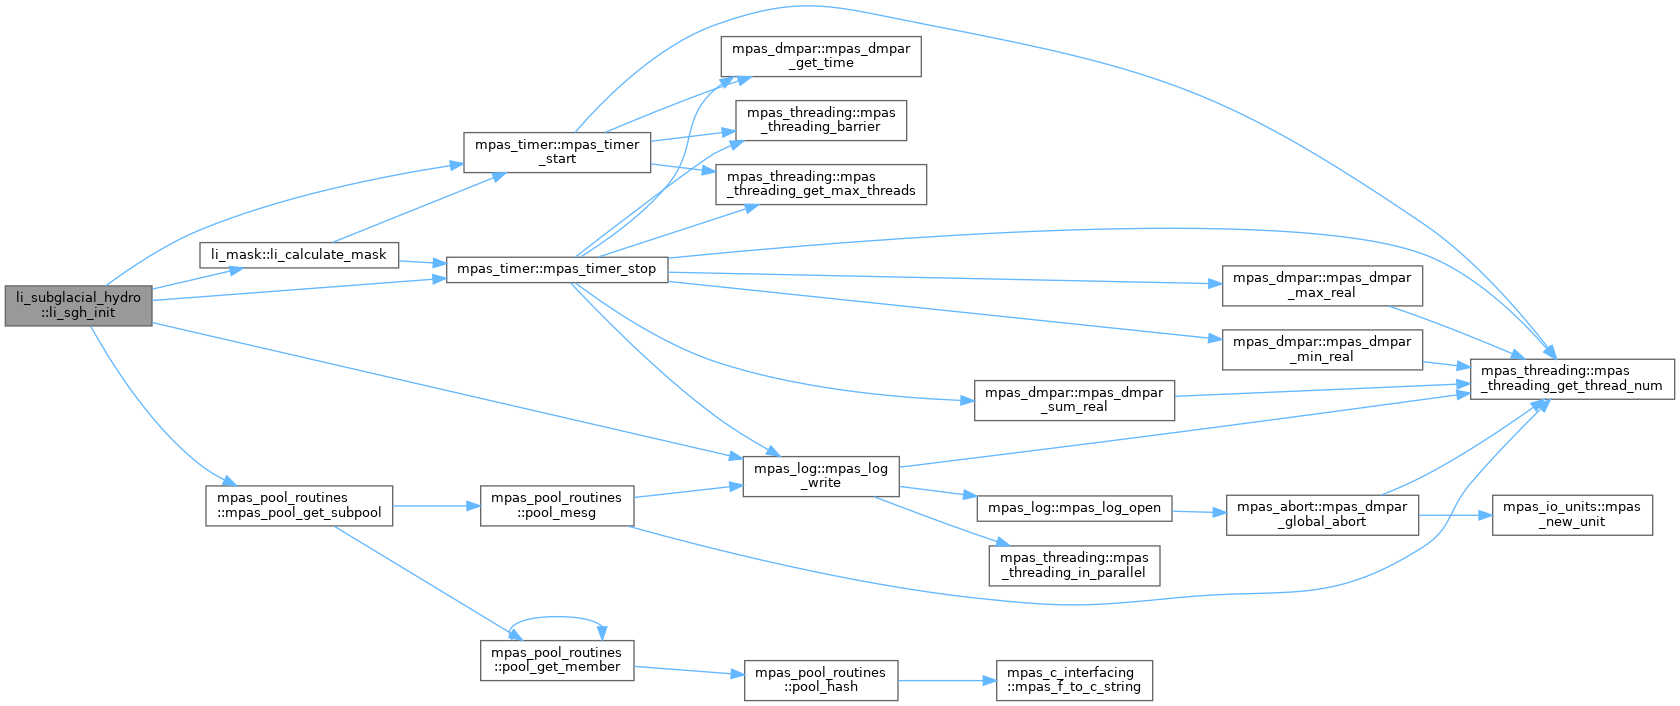 li_subglacial_hydro
::li_sgh_init
mpas_timer::mpas_timer
_start
li_mask::li_calculate_mask
mpas_timer::mpas_timer_stop
mpas_pool_routines
::mpas_pool_get_subpool
mpas_pool_routines
::pool_mesg
mpas_pool_routines
::pool_get_member
mpas_dmpar::mpas_dmpar
_get_time
mpas_threading::mpas
_threading_barrier
mpas_threading::mpas
_threading_get_max_threads
mpas_log::mpas_log
_write
mpas_pool_routines
::pool_hash
mpas_dmpar::mpas_dmpar
_sum_real
mpas_log::mpas_log_open
mpas_threading::mpas
_threading_in_parallel
mpas_c_interfacing
::mpas_f_to_c_string
mpas_dmpar::mpas_dmpar
_max_real
mpas_dmpar::mpas_dmpar
_min_real
mpas_abort::mpas_dmpar
_global_abort
mpas_threading::mpas
_threading_get_thread_num
mpas_io_units::mpas
_new_unit